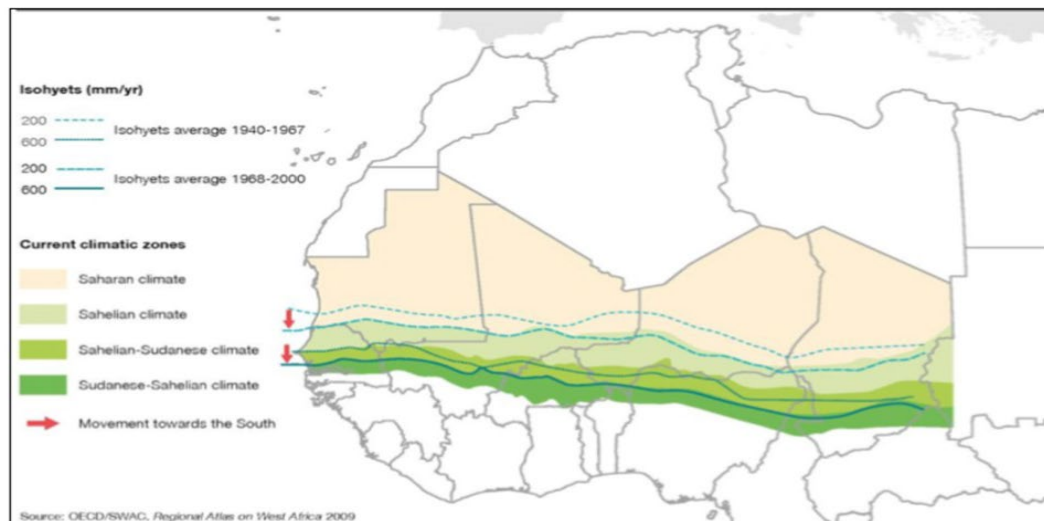 Isohyets (mm/yr)
200
600
Isohyets average 1940-1967
200
600
Isohyets average 1968-2000
Current climatic zones
Saharan climate
Sahelian climate
Sahelian-Sudanese climate
Sudanese-Sahelian climate
Movement towards the South
Source: OECD/SWAC, Regional Atlas on West Africa 2009